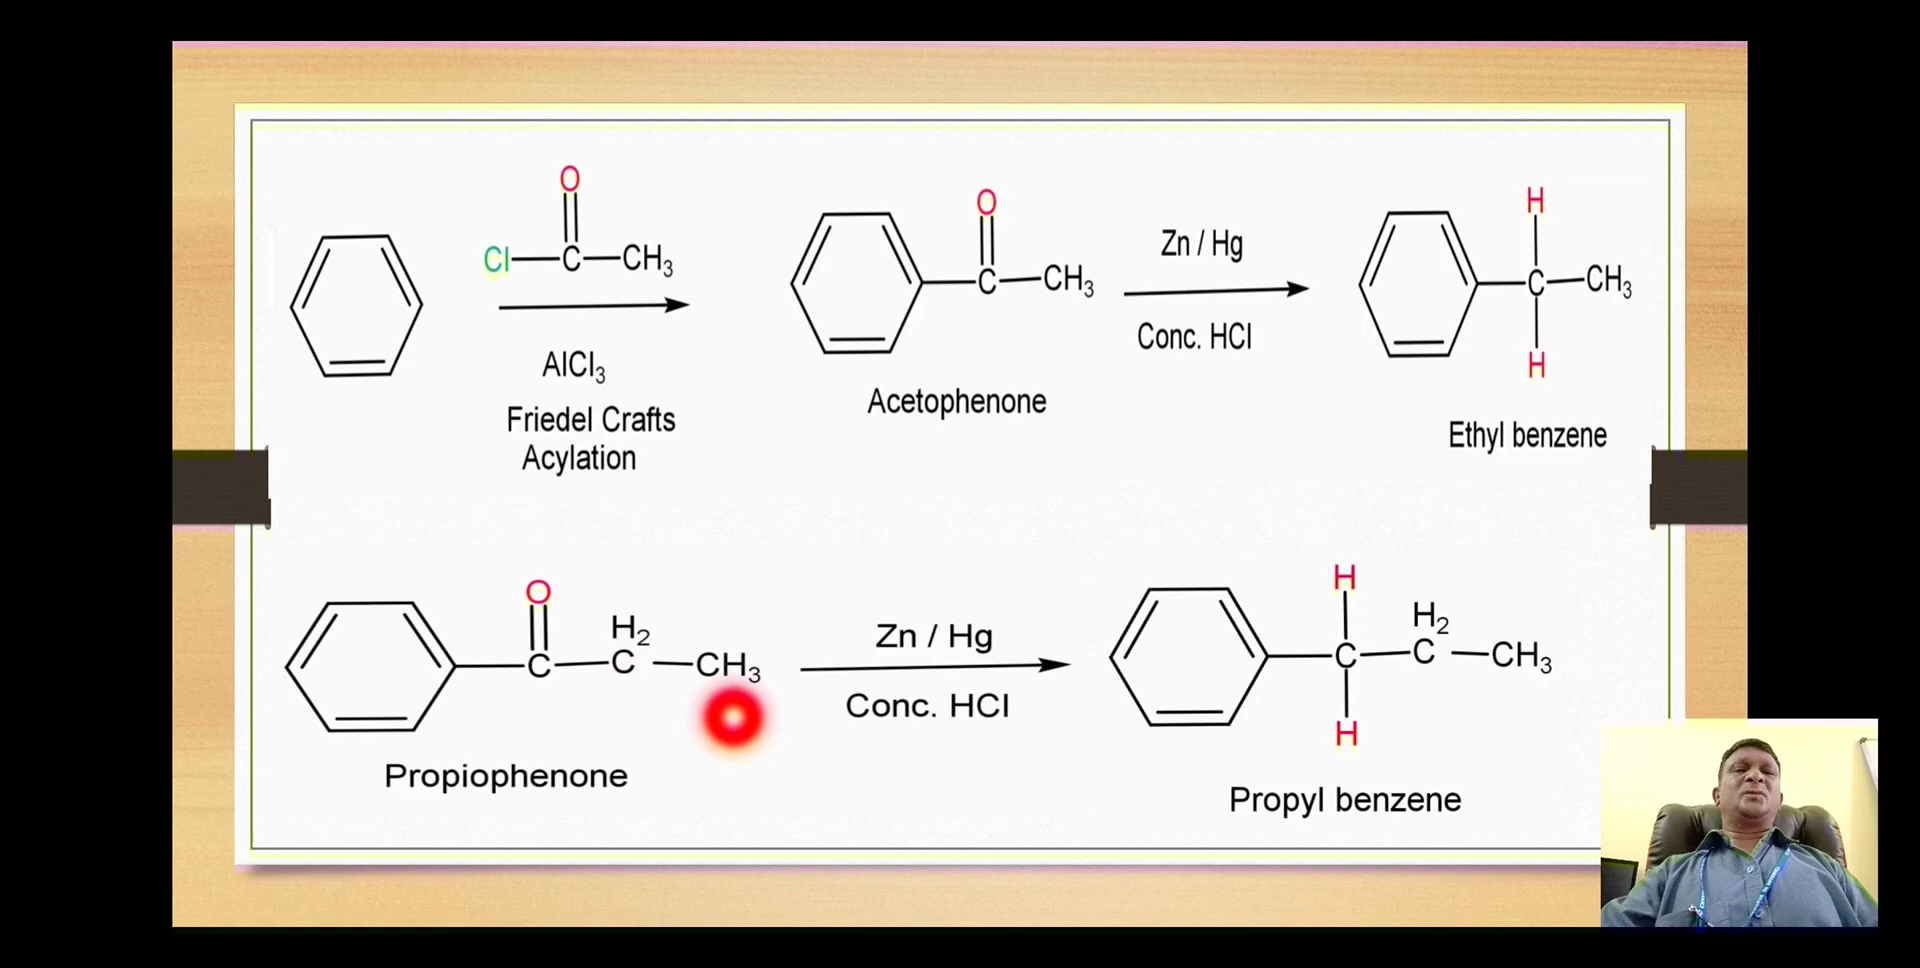 O
Cl C CH3
AlCl3
Friedel Crafts
Acylation
O
C CH3
Acetophenone
Zn / Hg
Conc. HCl
H
C CH3
H
Ethyl benzene
O
H2
C C CH3
Propiophenone
Zn / Hg
Conc. HCl
H
H2
C C CH3
H
Propyl benzene